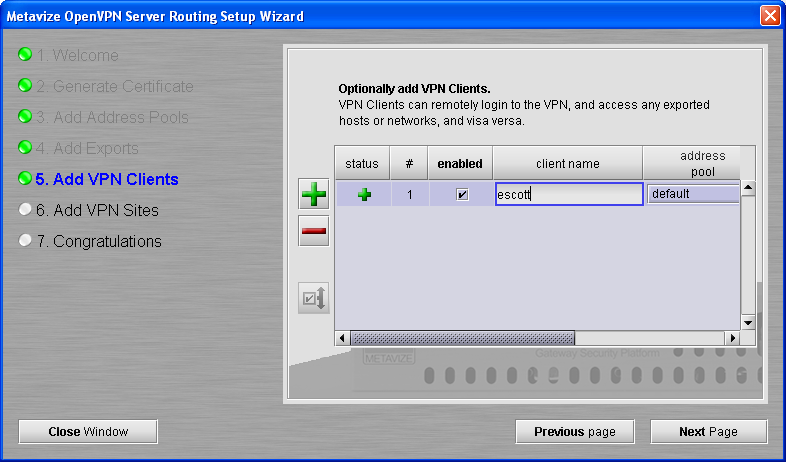 Metavize OpenVPN Server Routing Setup Wizard
1. Welcome
2. Generate Certificate
3. Add Address Pools
4. Add Exports
5. Add VPN Clients
6. Add VPN Sites
7. Congratulations
Optionally add VPN Clients.
VPN Clients can remotely login to the VPN, and access any exported
hosts or networks, and visa versa.
status # enabled client name address
pool
1 escott default
METAVIZE Gateway Security Platform
Close Window Previous page Next Page